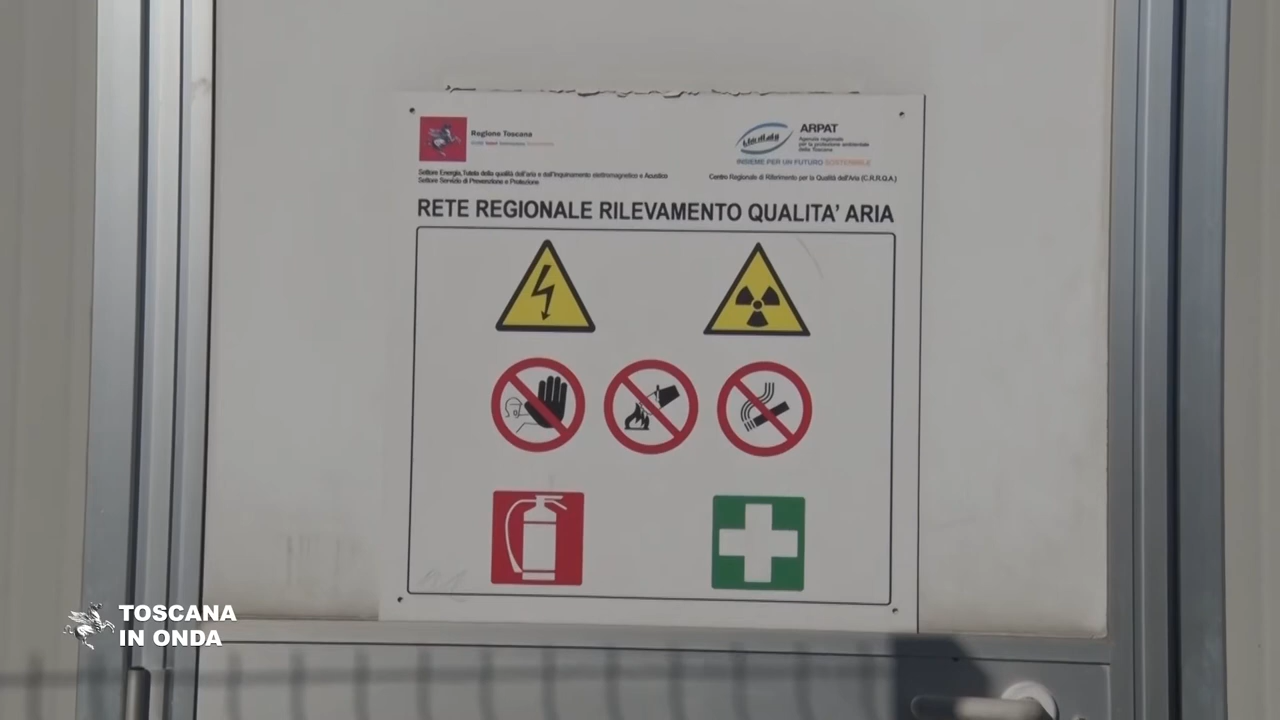 Regione Toscana
ARPAT
Agenzia regionale
per la protezione ambientale
della Toscana
INSIEME PER UN FUTURO SOSTENIBILE
Settore Energia, Tutela della qualità dell'aria e dall'inquinamento elettromagnetico e Acustico
Settore Servizio di Prevenzione e Protezione
Centro Regionale di Riferimento per la Qualità dell'Aria (C.R.R.Q.A.)
RETE REGIONALE RILEVAMENTO QUALITA' ARIA
TOSCANA
IN ONDA